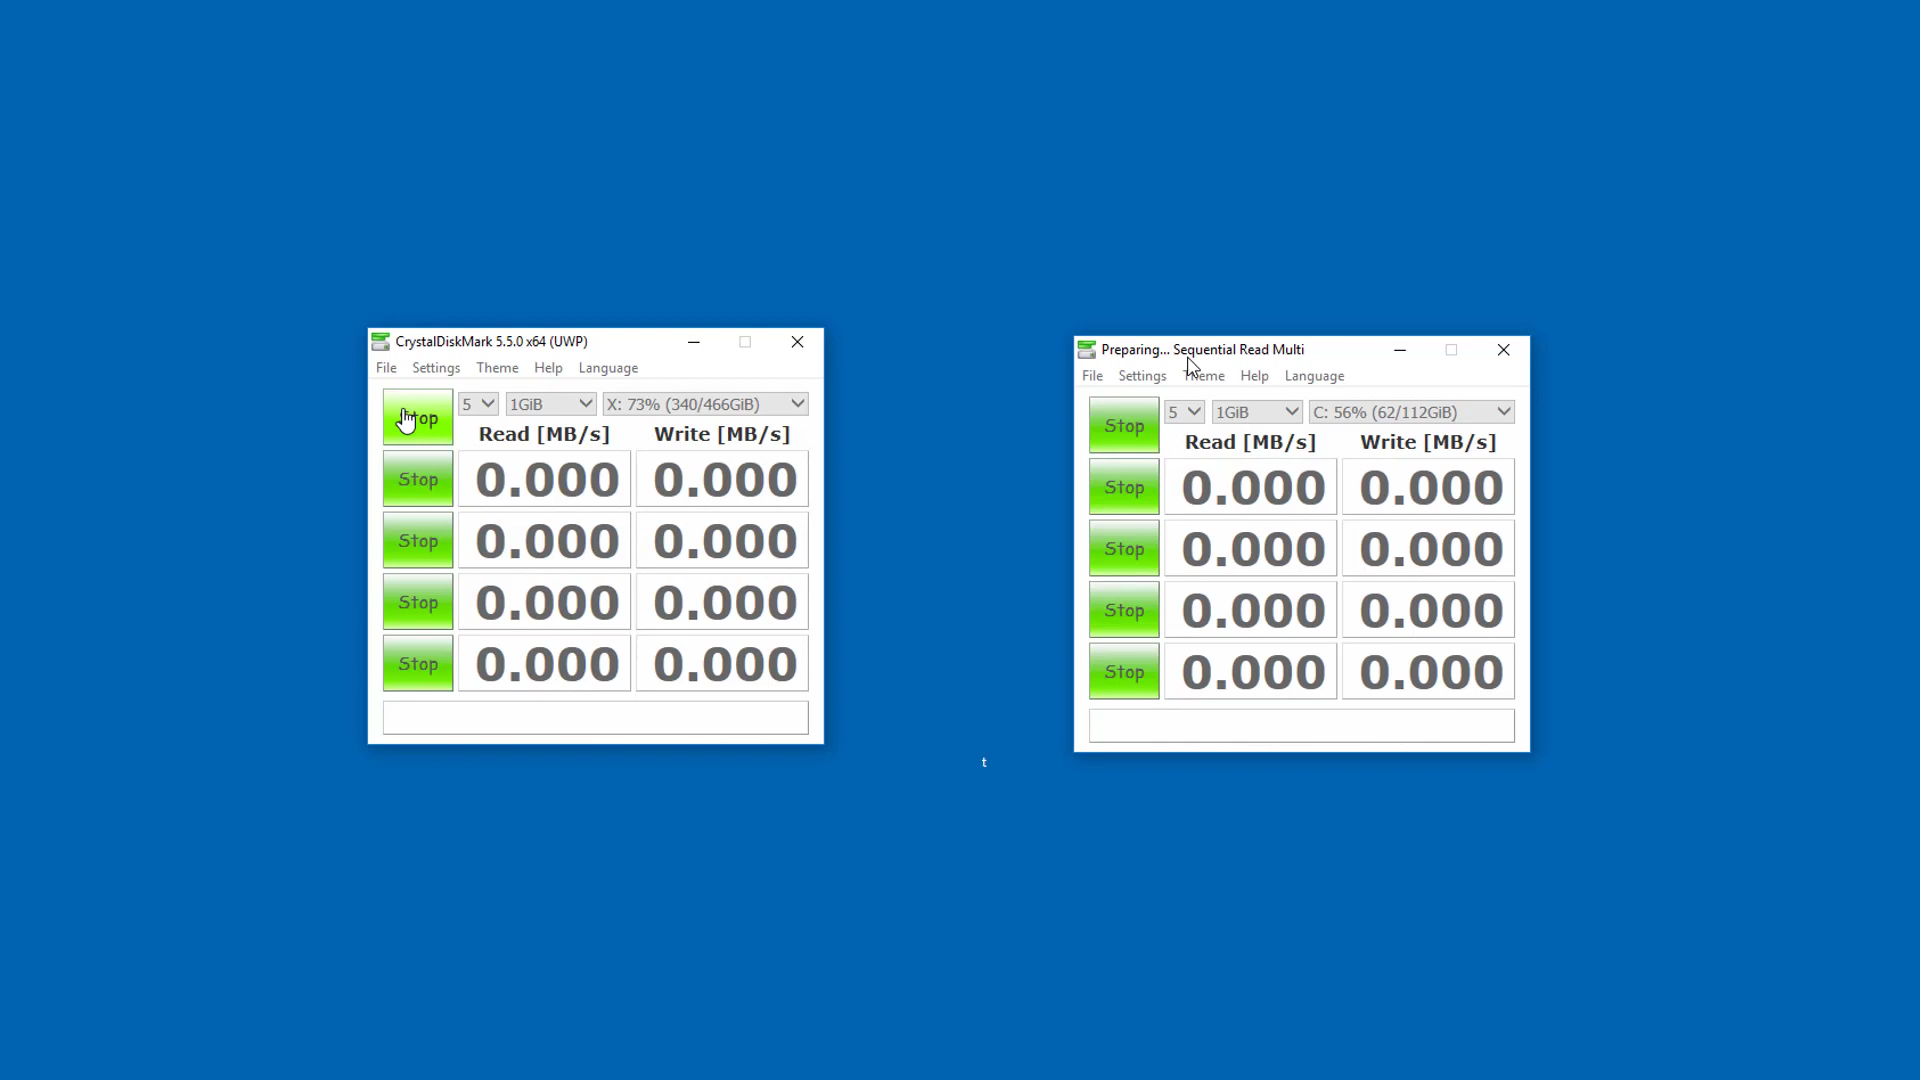 CrystalDiskMark 5.5.0 x64 (UWP)
File Settings Theme Help Language
Stop 5 1GiB X: 73% (340/466GiB)
Read [MB/s] Write [MB/s]
Stop 0.000 0.000
Stop 0.000 0.000
Stop 0.000 0.000
Stop 0.000 0.000
Preparing... Sequential Read Multi
File Settings Theme Help Language
Stop 5 1GiB C: 56% (62/112GiB)
Read [MB/s] Write [MB/s]
Stop 0.000 0.000
Stop 0.000 0.000
Stop 0.000 0.000
Stop 0.000 0.000
t